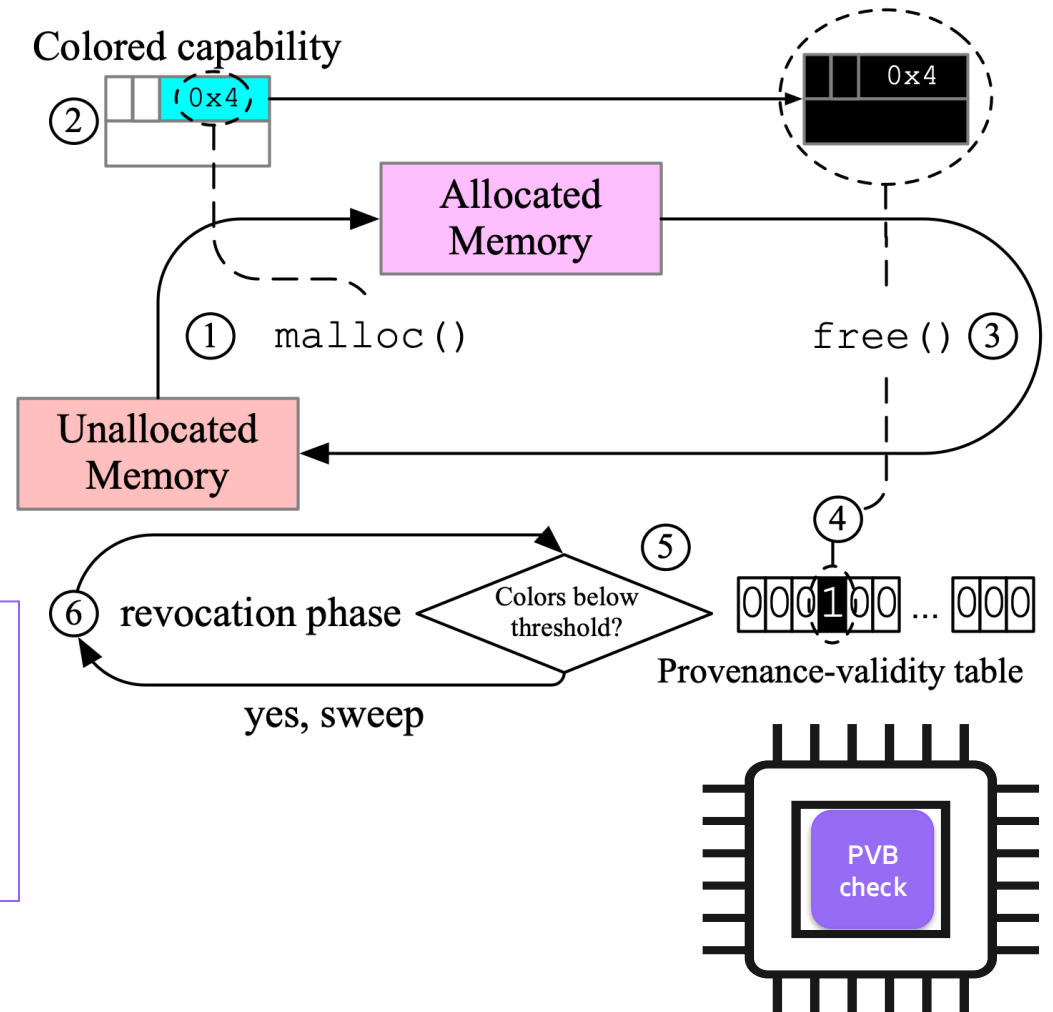 Colored capability
0x4
0x4
2
Allocated
Memory
1
malloc()
free()
3
Unallocated
Memory
4
5
Colors below
threshold?
000100 ... 000
6
revocation phase
Provenance-validity table
yes, sweep
PVB
check